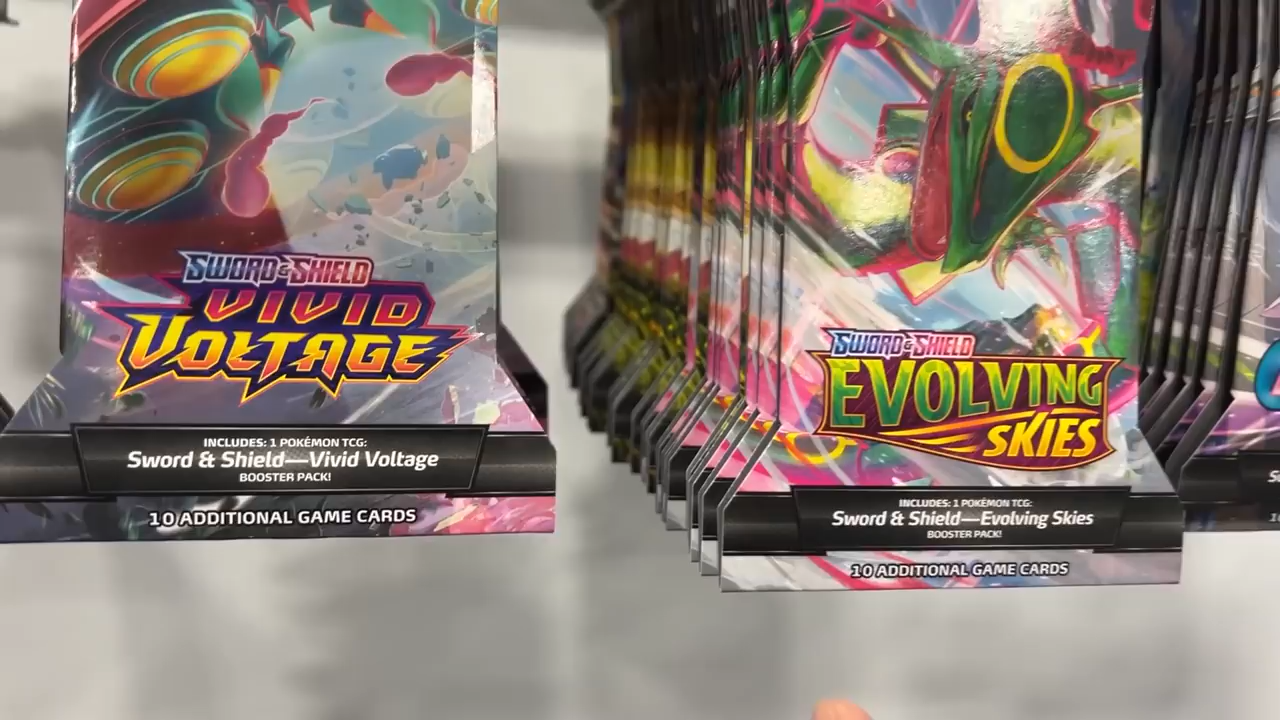 SWORD & SHIELD
VIVID
VOLTAGE
INCLUDES: 1 POKÉMON TCG:
Sword & Shield—Vivid Voltage
BOOSTER PACK!
10 ADDITIONAL GAME CARDS
SWORD & SHIELD
EVOLVING
SKIES
INCLUDES: 1 POKÉMON TCG:
Sword & Shield—Evolving Skies
BOOSTER PACK!
10 ADDITIONAL GAME CARDS